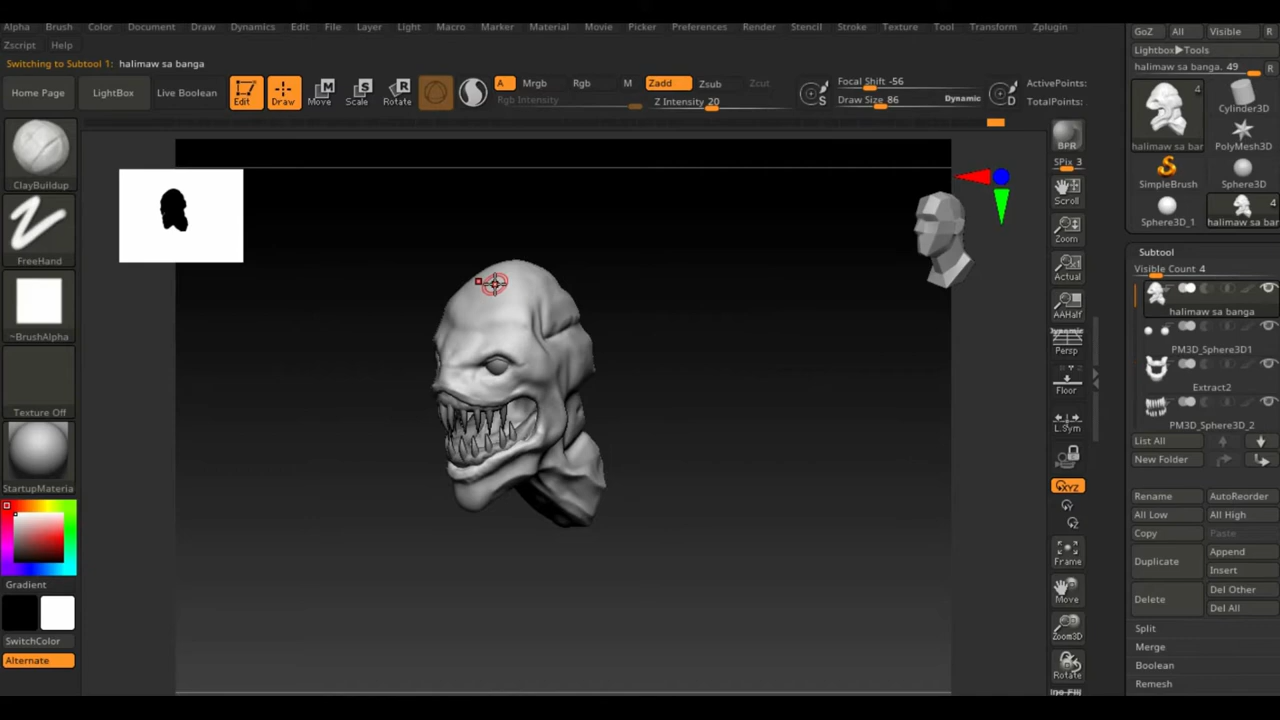 Alpha Brush Color Document Draw Dynamics Edit File Layer Light Macro Marker Material Movie Picker Preferences Render Stencil Stroke Texture Tool Transform Zplugin
Zscript Help
Switching to Subtool 1: halimaw sa banga
Home Page LightBox Live Boolean Edit Draw Move Scale Rotate
A Mrgb Rgb M Zadd Zsub Zcut
Rgb Intensity Z Intensity 20
S Focal Shift -56
Draw Size 86 Dynamic D
ActivePoints:
TotalPoints:
ClayBuildup
FreeHand
~BrushAlpha
Texture Off
StartupMateria
Gradient
SwitchColor
Alternate
BPR
SPix 3
Scroll
Zoom
Actual
AAHalf
Dynamic
Persp
Floor
L.Sym
XYZ
Frame
Move
Zoom3D
Rotate
GoZ All Visible R
Lightbox▶Tools
halimaw sa banga. 49 R
4
halimaw sa bar
Cylinder3D
PolyMesh3D
SimpleBrush Sphere3D
4
Sphere3D_1 halimaw sa bar
Subtool
Visible Count 4
halimaw sa banga
PM3D_Sphere3D1
Extract2
PM3D_Sphere3D_2
List All
New Folder
Rename AutoReorder
All Low All High
Copy Paste
Duplicate Append
Insert
Delete Del Other
Del All
Split
Merge
Boolean
Remesh